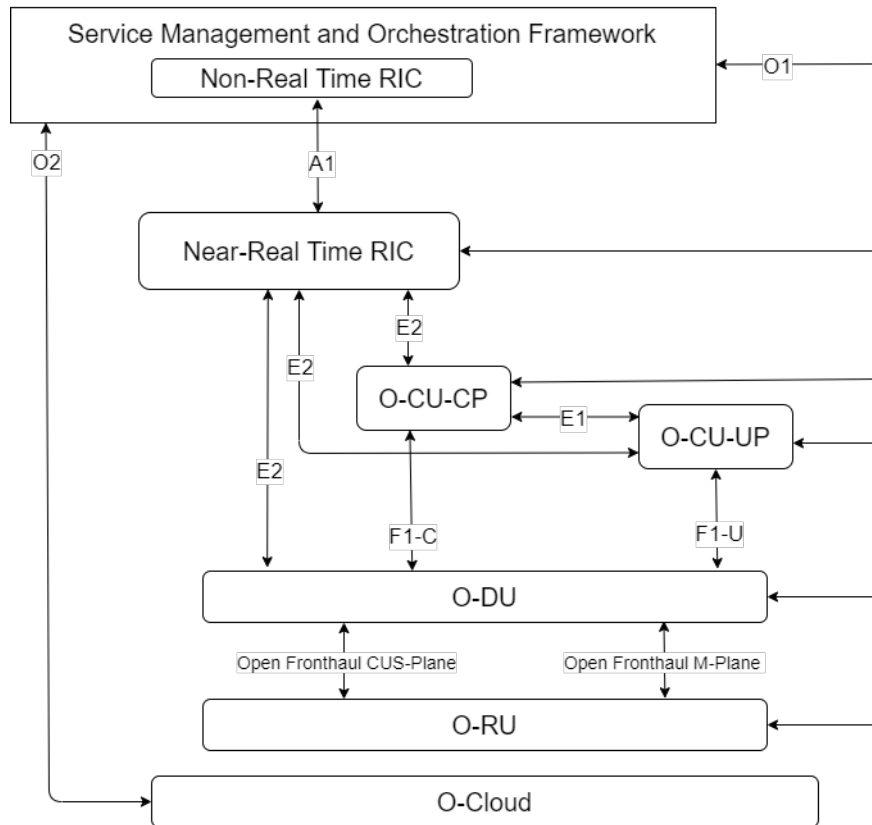 Service Management and Orchestration Framework
Non-Real Time RIC
O1
O2
A1
Near-Real Time RIC
E2
E2
O-CU-CP
E1
O-CU-UP
E2
F1-C
F1-U
O-DU
Open Fronthaul CUS-Plane
Open Fronthaul M-Plane
O-RU
O-Cloud